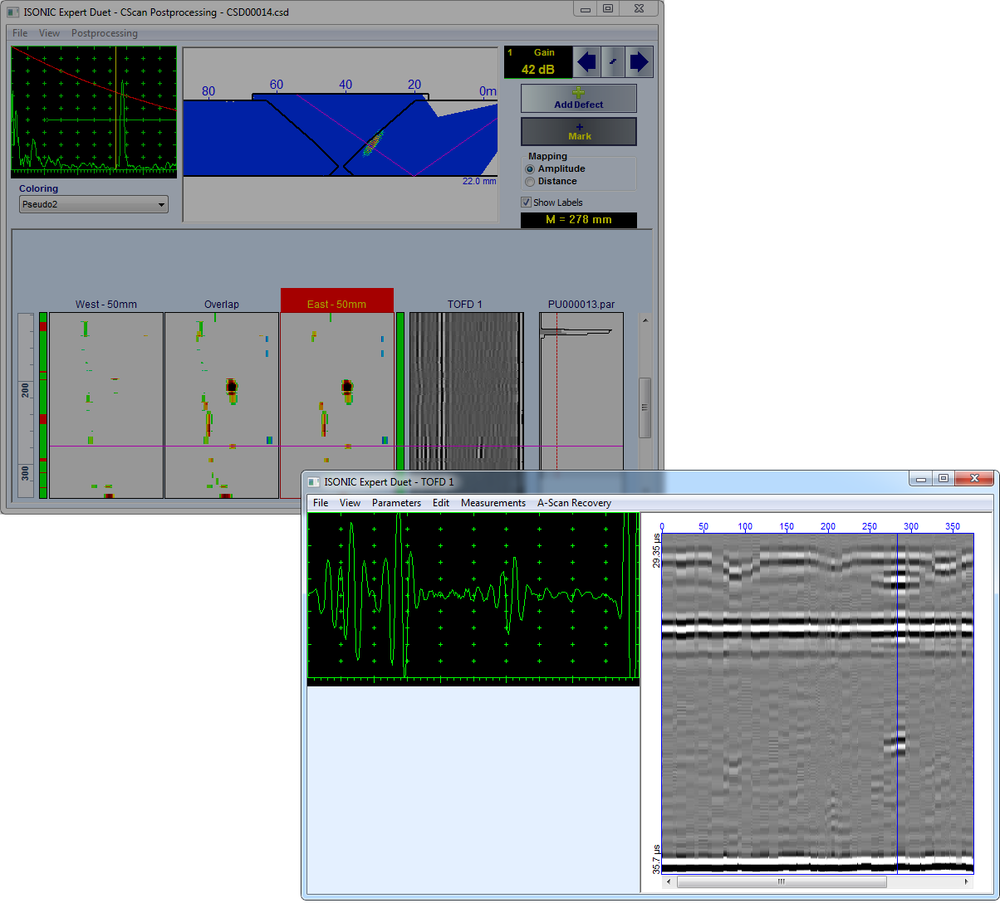 ISONIC Expert Duet - CScan Postprocessing - CSD00014.csd
File View Postprocessing
1 Gain
42 dB
80 60 40 20 0m
22.0 mm
Add Defect
Mark
Mapping
Amplitude
Distance
Show Labels
M = 278 mm
Coloring
Pseudo2
West - 50mm Overlap East - 50mm TOFD 1 PU000013.par
200
300
ISONIC Expert Duet - TOFD 1
File View Parameters Edit Measurements A-Scan Recovery
0 50 100 150 200 250 300 350
29.35 µs
35.7 µs